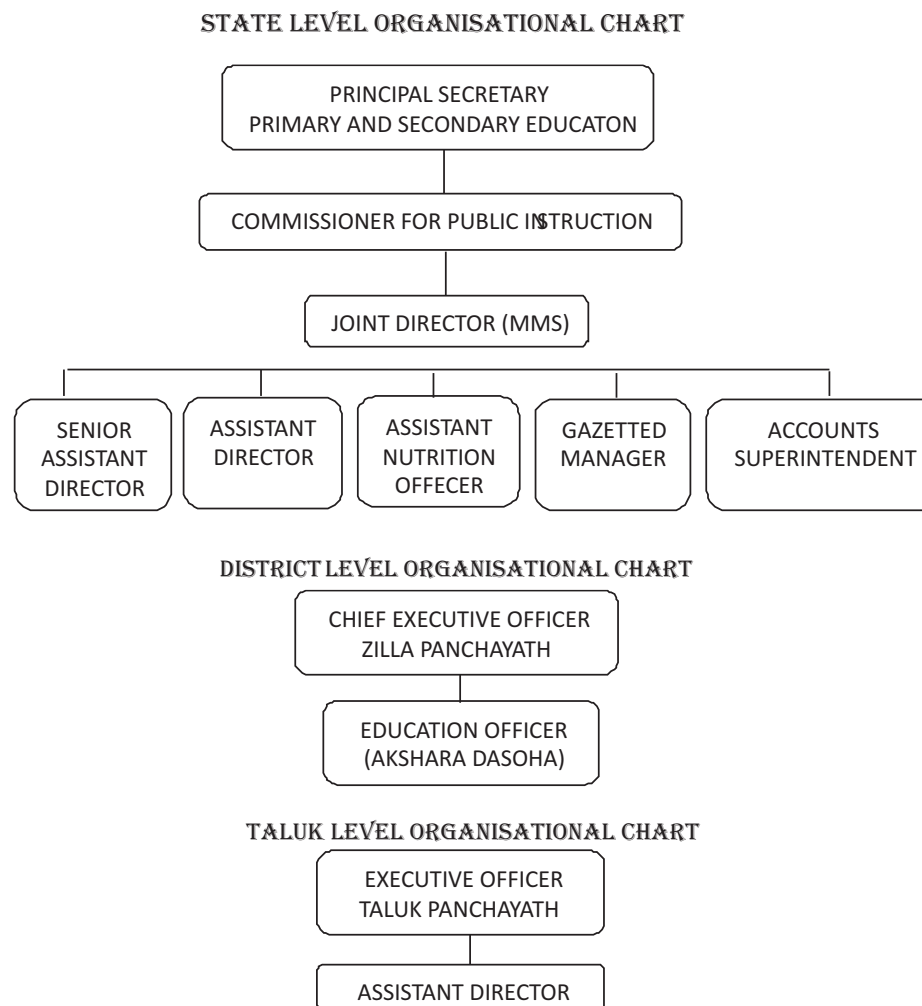 STATE LEVEL ORGANISATIONAL CHART
PRINCIPAL SECRETARY
PRIMARY AND SECONDARY EDUCATON
COMMISSIONER FOR PUBLIC INSTRUCTION
JOINT DIRECTOR (MMS)
SENIOR
ASSISTANT
DIRECTOR
ASSISTANT
DIRECTOR
ASSISTANT
NUTRITION
OFFECER
GAZETTED
MANAGER
ACCOUNTS
SUPERINTENDENT
DISTRICT LEVEL ORGANISATIONAL CHART
CHIEF EXECUTIVE OFFICER
ZILLA PANCHAYATH
EDUCATION OFFICER
(AKSHARA DASOHA)
TALUK LEVEL ORGANISATIONAL CHART
EXECUTIVE OFFICER
TALUK PANCHAYATH
ASSISTANT DIRECTOR